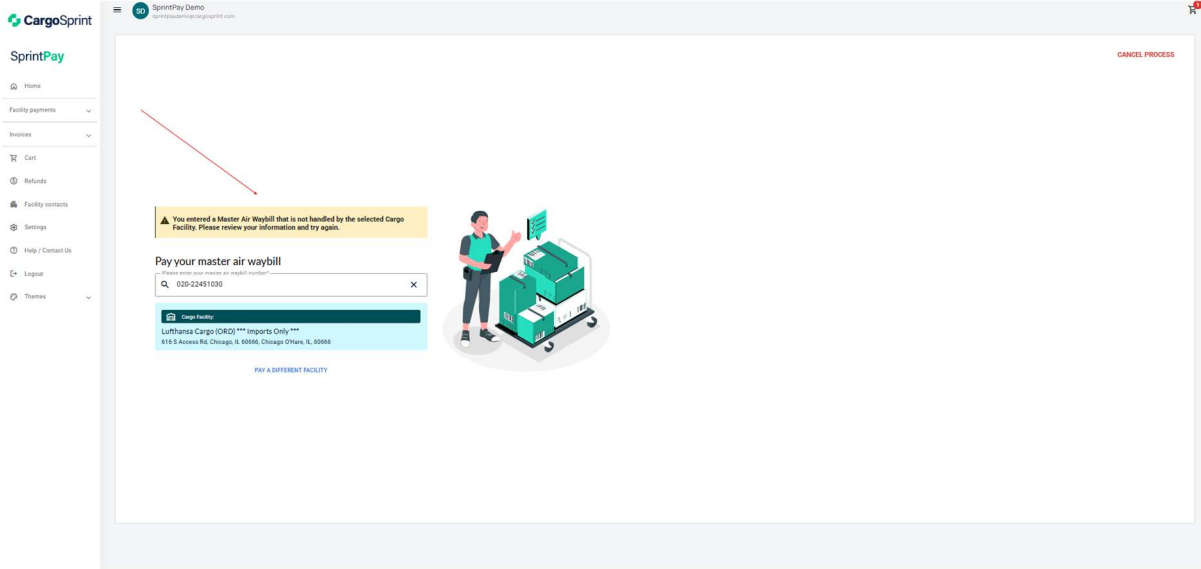 CargoSprint
SprintPay
Home
Facility payments
Invoices
Cart
Refunds
Facility contacts
Settings
Help / Contact Us
Logout
Themes
SD
SprintPay Demo
sprintpaydemo@cargosprint.com
1
CANCEL PROCESS
You entered a Master Air Waybill that is not handled by the selected Cargo
Facility. Please review your information and try again.
Pay your master air waybill
Please enter your master air waybill number*
020-22451030
Cargo Facility:
Lufthansa Cargo (ORD) *** Imports Only ***
616 S Access Rd, Chicago, IL 60666, Chicago O'Hare, IL, 60666
PAY A DIFFERENT FACILITY